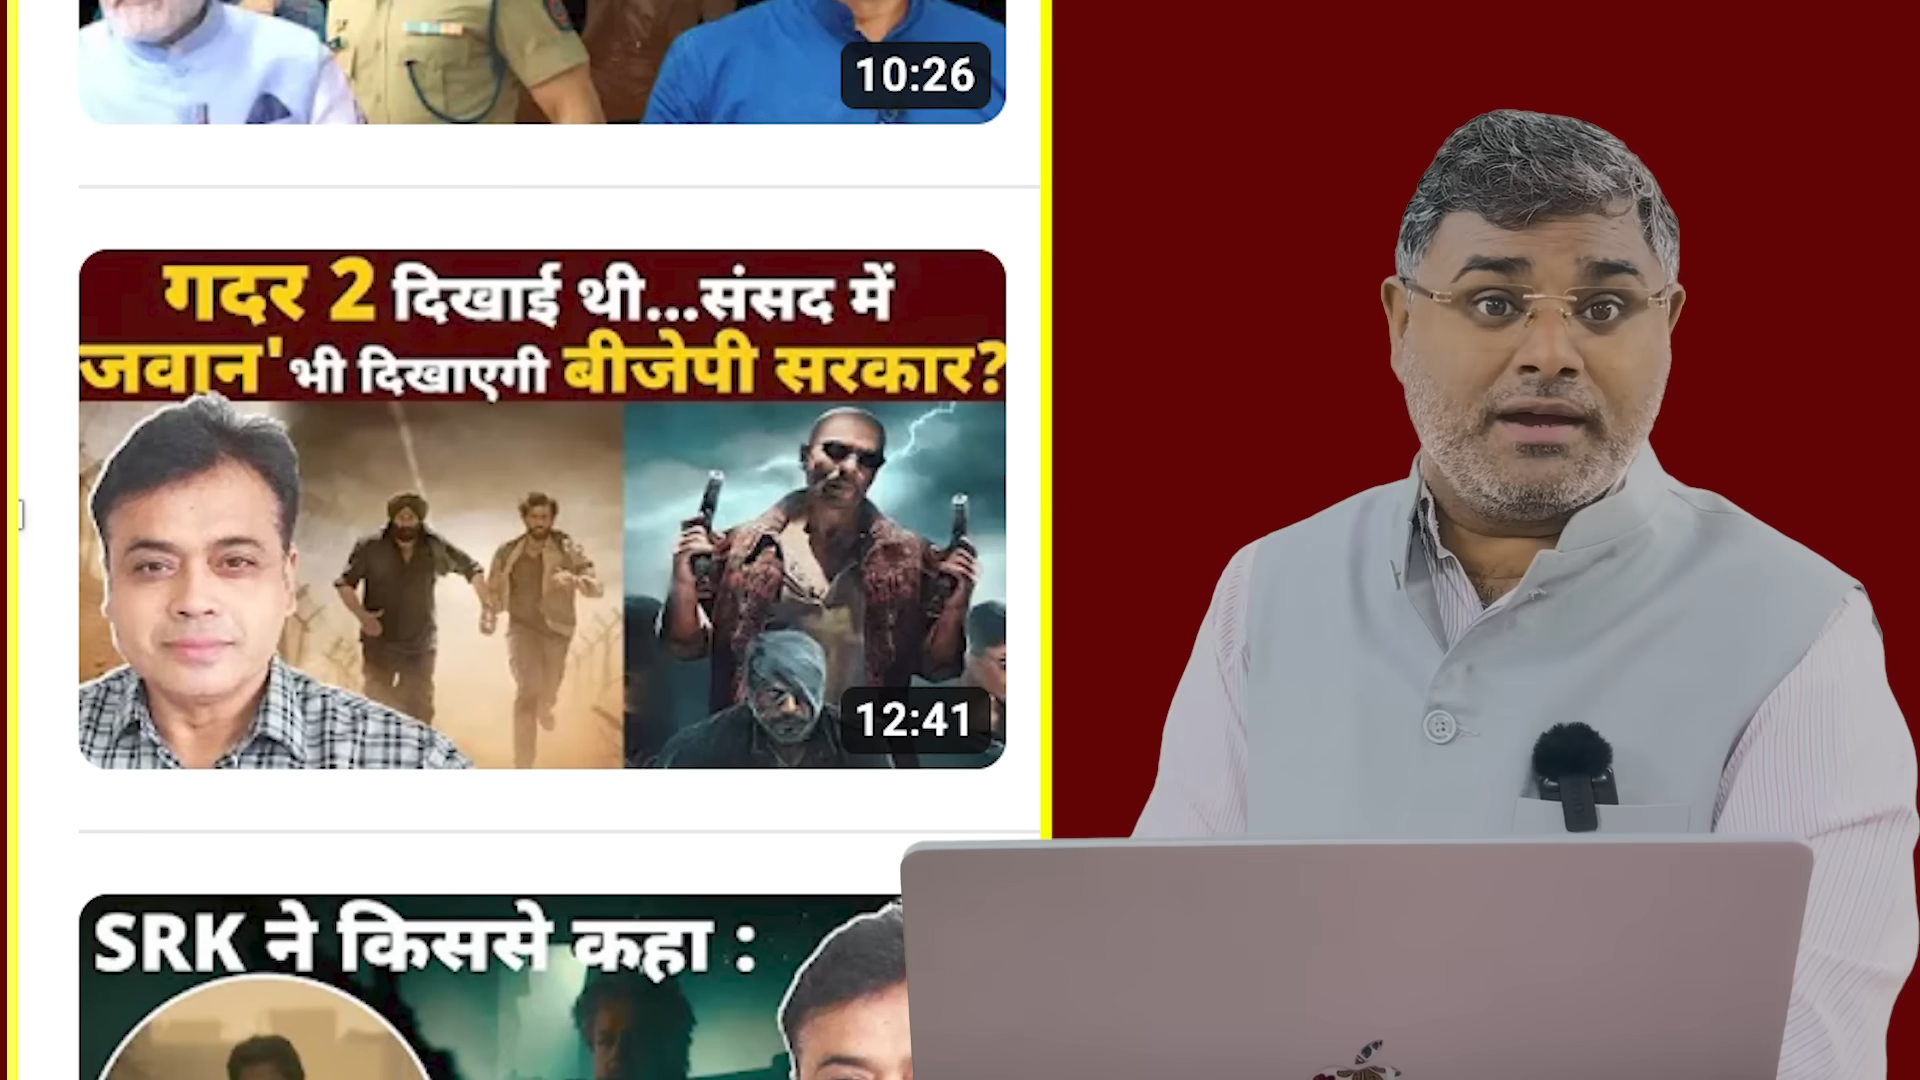 10:26
गदर 2 दिखाई थी...संसद में
जवान' भी दिखाएगी बीजेपी सरकार?
12:41
SRK ने किससे कहा :